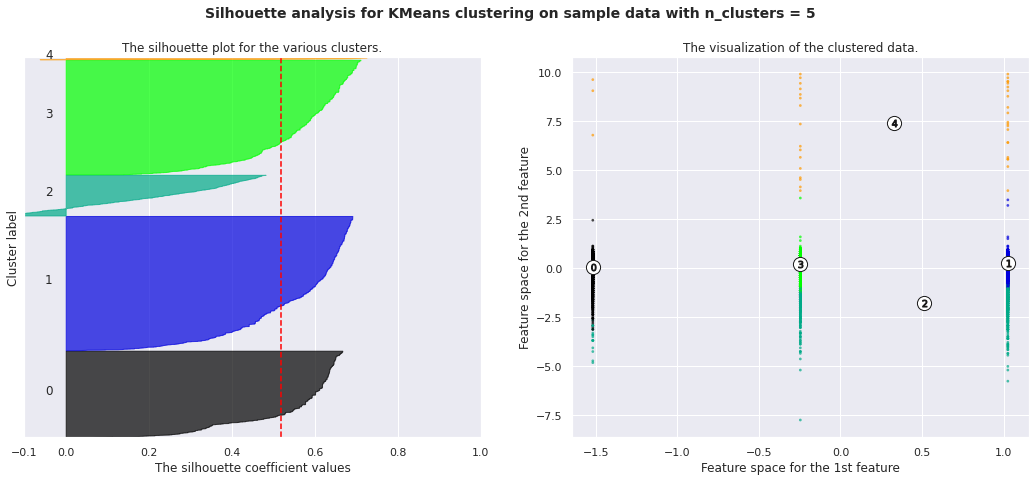 Silhouette analysis for KMeans clustering on sample data with n_clusters = 5
The silhouette plot for the various clusters.
4
3
2
1
0
Cluster label
−0.1 0.0 0.2 0.4 0.6 0.8 1.0
The silhouette coefficient values
The visualization of the clustered data.
10.0
7.5
5.0
2.5
0.0
−2.5
−5.0
−7.5
Feature space for the 2nd feature
4
0
3
1
2
−1.5 −1.0 −0.5 0.0 0.5 1.0
Feature space for the 1st feature